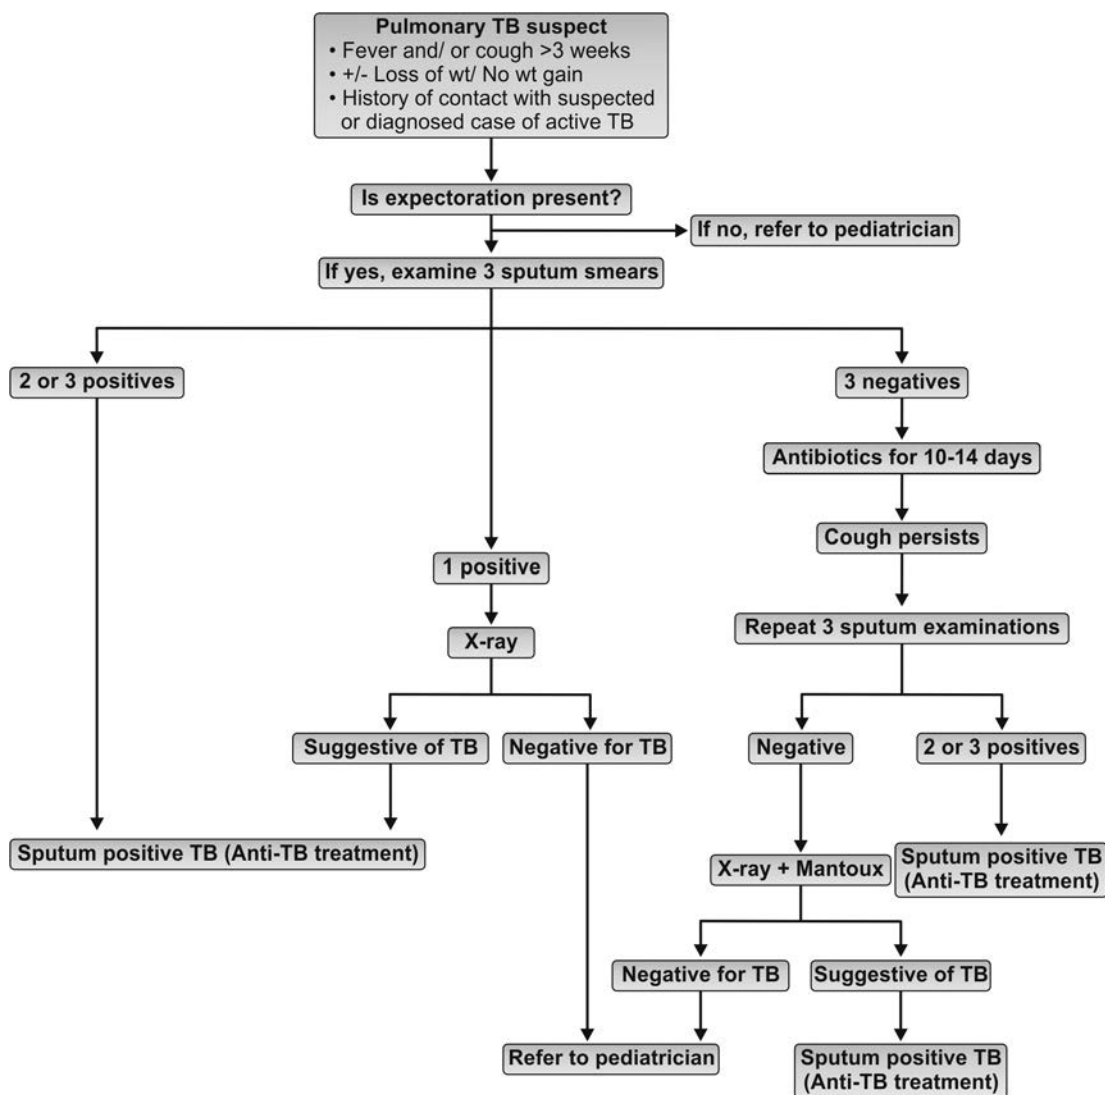 Pulmonary TB suspect
• Fever and/ or cough >3 weeks
• +/- Loss of wt/ No wt gain
• History of contact with suspected
or diagnosed case of active TB
Is expectoration present?
If no, refer to pediatrician
If yes, examine 3 sputum smears
2 or 3 positives
3 negatives
Antibiotics for 10-14 days
Cough persists
1 positive
Repeat 3 sputum examinations
X-ray
Suggestive of TB
Negative for TB
Negative
2 or 3 positives
Sputum positive TB (Anti-TB treatment)
X-ray + Mantoux
Sputum positive TB
(Anti-TB treatment)
Negative for TB
Suggestive of TB
Refer to pediatrician
Sputum positive TB
(Anti-TB treatment)